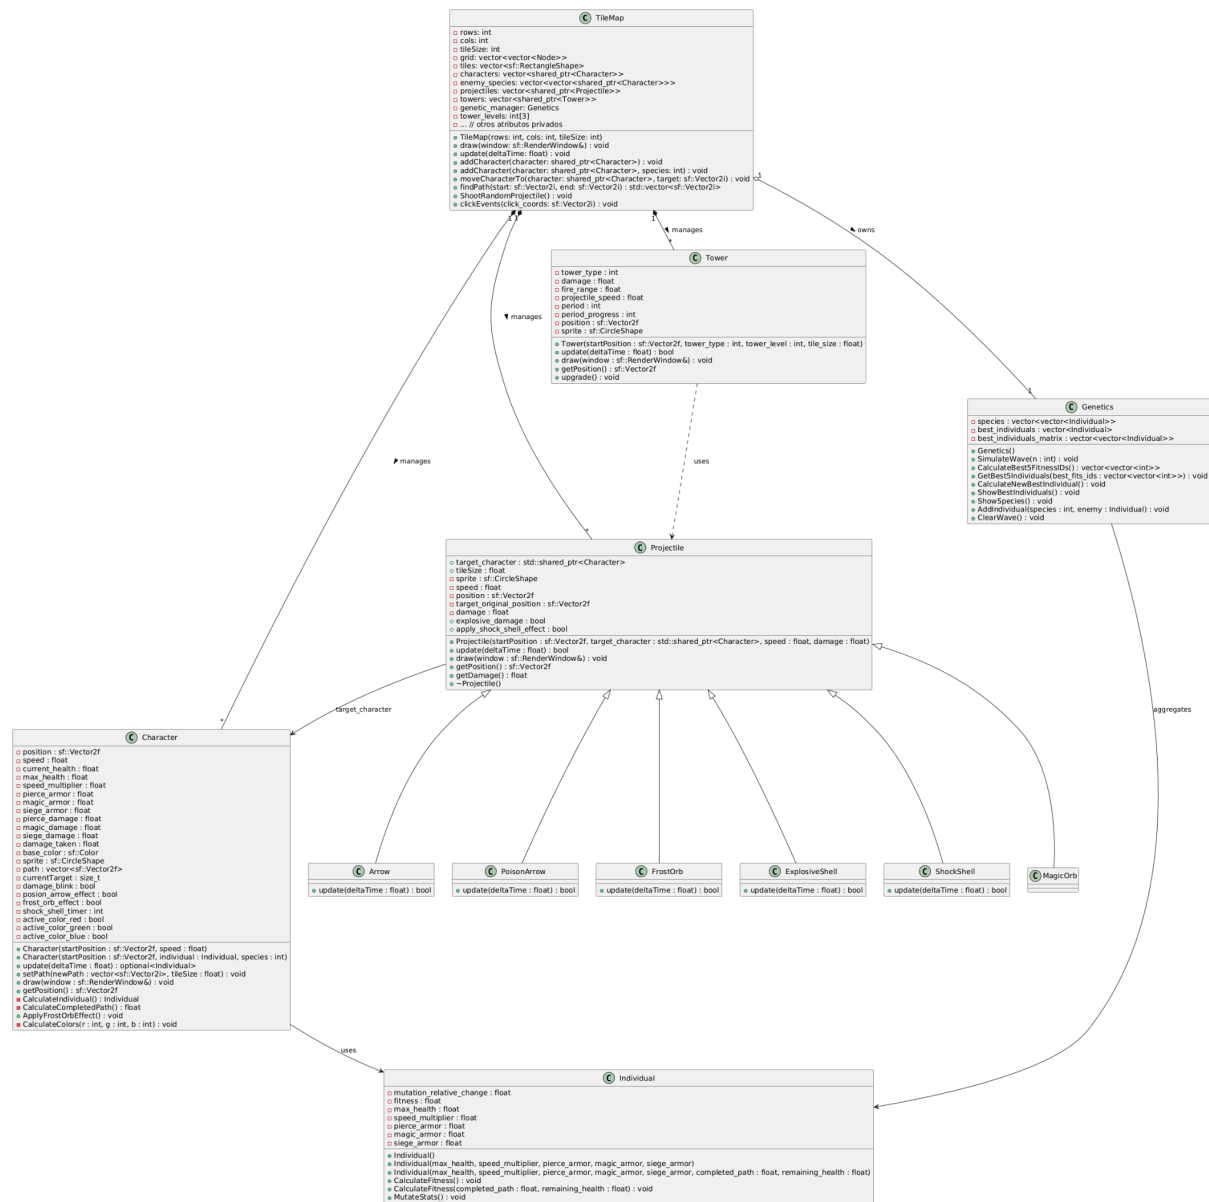 C TileMap
rows: int
cols: int
tileSize: int
grid: vector<vector<Node>>
tiles: vector<sf::RectangleShape>
characters: vector<shared_ptr<Character>>
enemy_species: vector<vector<shared_ptr<Character>>>
projectiles: vector<shared_ptr<Projectile>>
towers: vector<shared_ptr<Tower>>
genetic_manager: Genetics
tower_levels: int[3]
... // otros atributos privados
TileMap(rows: int, cols: int, tileSize: int)
draw(window: sf::RenderWindow&) : void
update(deltaTime: float) : void
addCharacter(character: shared_ptr<Character>) : void
addCharacter(character: shared_ptr<Character>, species: int) : void
moveCharacterTo(character: shared_ptr<Character>, target: sf::Vector2i) : void
findPath(start: sf::Vector2i, end: sf::Vector2i) : std::vector<sf::Vector2i>
ShootRandomProjectile() : void
clickEvents(click_coords: sf::Vector2i) : void
1
1
1
1
manages
owns
*
C Tower
tower_type : int
damage : float
fire_range : float
projectile_speed : float
period : int
period_progress : int
position : sf::Vector2f
sprite : sf::CircleShape
Tower(startPosition : sf::Vector2f, tower_type : int, tower_level : int, tile_size : float)
update(deltaTime : float) : bool
draw(window : sf::RenderWindow&) : void
getPosition() : sf::Vector2f
upgrade() : void
manages
1
C Genetics
species : vector<vector<Individual>>
best_individuals : vector<Individual>
best_individuals_matrix : vector<vector<Individual>>
Genetics()
SimulateWave(n : int) : void
CalculateBest5FitnessIDs() : vector<vector<int>>
GetBest5Individuals(best_fits_ids : vector<vector<int>>) : void
CalculateNewBestIndividual() : void
ShowBestIndividuals() : void
ShowSpecies() : void
AddIndividual(species : int, enemy : Individual) : void
ClearWave() : void
manages
uses
*
C Projectile
target_character : std::shared_ptr<Character>
tileSize : float
sprite : sf::CircleShape
speed : float
position : sf::Vector2f
target_original_position : sf::Vector2f
damage : float
explosive_damage : bool
apply_shock_shell_effect : bool
Projectile(startPosition : sf::Vector2f, target_character : std::shared_ptr<Character>, speed : float, damage : float)
update(deltaTime : float) : bool
draw(window : sf::RenderWindow&) : void
getPosition() : sf::Vector2f
getDamage() : float
~Projectile()
target_character
aggregates
*
C Character
position : sf::Vector2f
speed : float
current_health : float
max_health : float
speed_multiplier : float
pierce_armor : float
magic_armor : float
siege_armor : float
pierce_damage : float
magic_damage : float
siege_damage : float
damage_taken : float
base_color : sf::Color
sprite : sf::CircleShape
path : vector<sf::Vector2f>
currentTarget : size_t
damage_blink : bool
posion_arrow_effect : bool
frost_orb_effect : bool
shock_shell_timer : int
active_color_red : bool
active_color_green : bool
active_color_blue : bool
Character(startPosition : sf::Vector2f, speed : float)
Character(startPosition : sf::Vector2f, individual : Individual, species : int)
update(deltaTime : float) : optional<Individual>
setPath(newPath : vector<sf::Vector2i>, tileSize : float) : void
draw(window : sf::RenderWindow&) : void
getPosition() : sf::Vector2f
CalculateIndividual() : Individual
CalculateCompletedPath() : float
ApplyFrostOrbEffect() : void
CalculateColors(r : int, g : int, b : int) : void
C Arrow
update(deltaTime : float) : bool
C PoisonArrow
update(deltaTime : float) : bool
C FrostOrb
update(deltaTime : float) : bool
C ExplosiveShell
update(deltaTime : float) : bool
C ShockShell
update(deltaTime : float) : bool
C MagicOrb
uses
C Individual
mutation_relative_change : float
fitness : float
max_health : float
speed_multiplier : float
pierce_armor : float
magic_armor : float
siege_armor : float
Individual()
Individual(max_health, speed_multiplier, pierce_armor, magic_armor, siege_armor)
Individual(max_health, speed_multiplier, pierce_armor, magic_armor, siege_armor, completed_path : float, remaining_health : float)
CalculateFitness() : void
CalculateFitness(completed_path : float, remaining_health : float) : void
MutateStats() : void